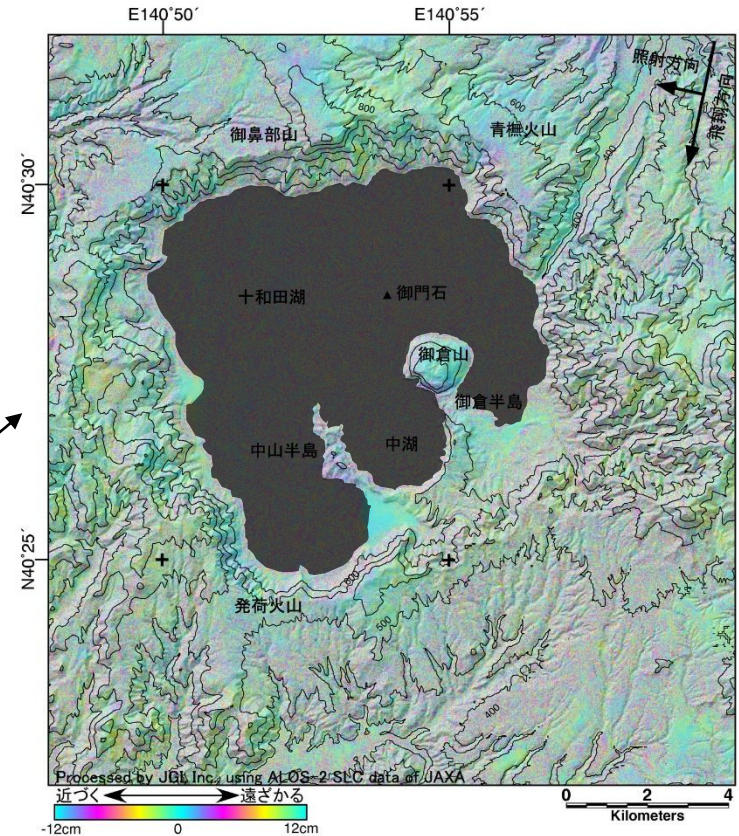 E140°50′ E140°55′
照射方向
飛翔方向
800
600
御鼻部山
青橅火山
400
N40°30′
600
十和田湖
▲御門石
御倉山
御倉半島
中山半島
中湖
N40°25′
800
発荷火山
500
400
Processed by JGI, Inc., using ALOS-2 SLC data of JAXA
近づく 遠ざかる
-12cm 0 12cm
0 2 4
Kilometers